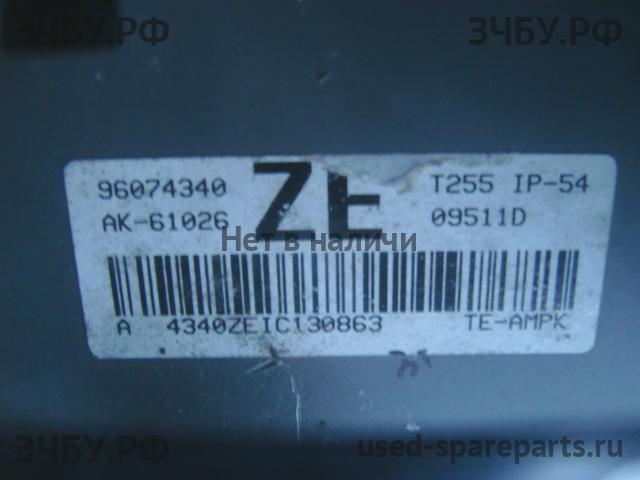 ЗЧБУ.РФ ЗЧБУ.РФ
96074340 ZE T255 IP-54
AK-61026 09511D
Нет в наличи
A 4340ZEIC130863 TE-AMPK
ЗЧБУ.РФ used-spareparts.ru